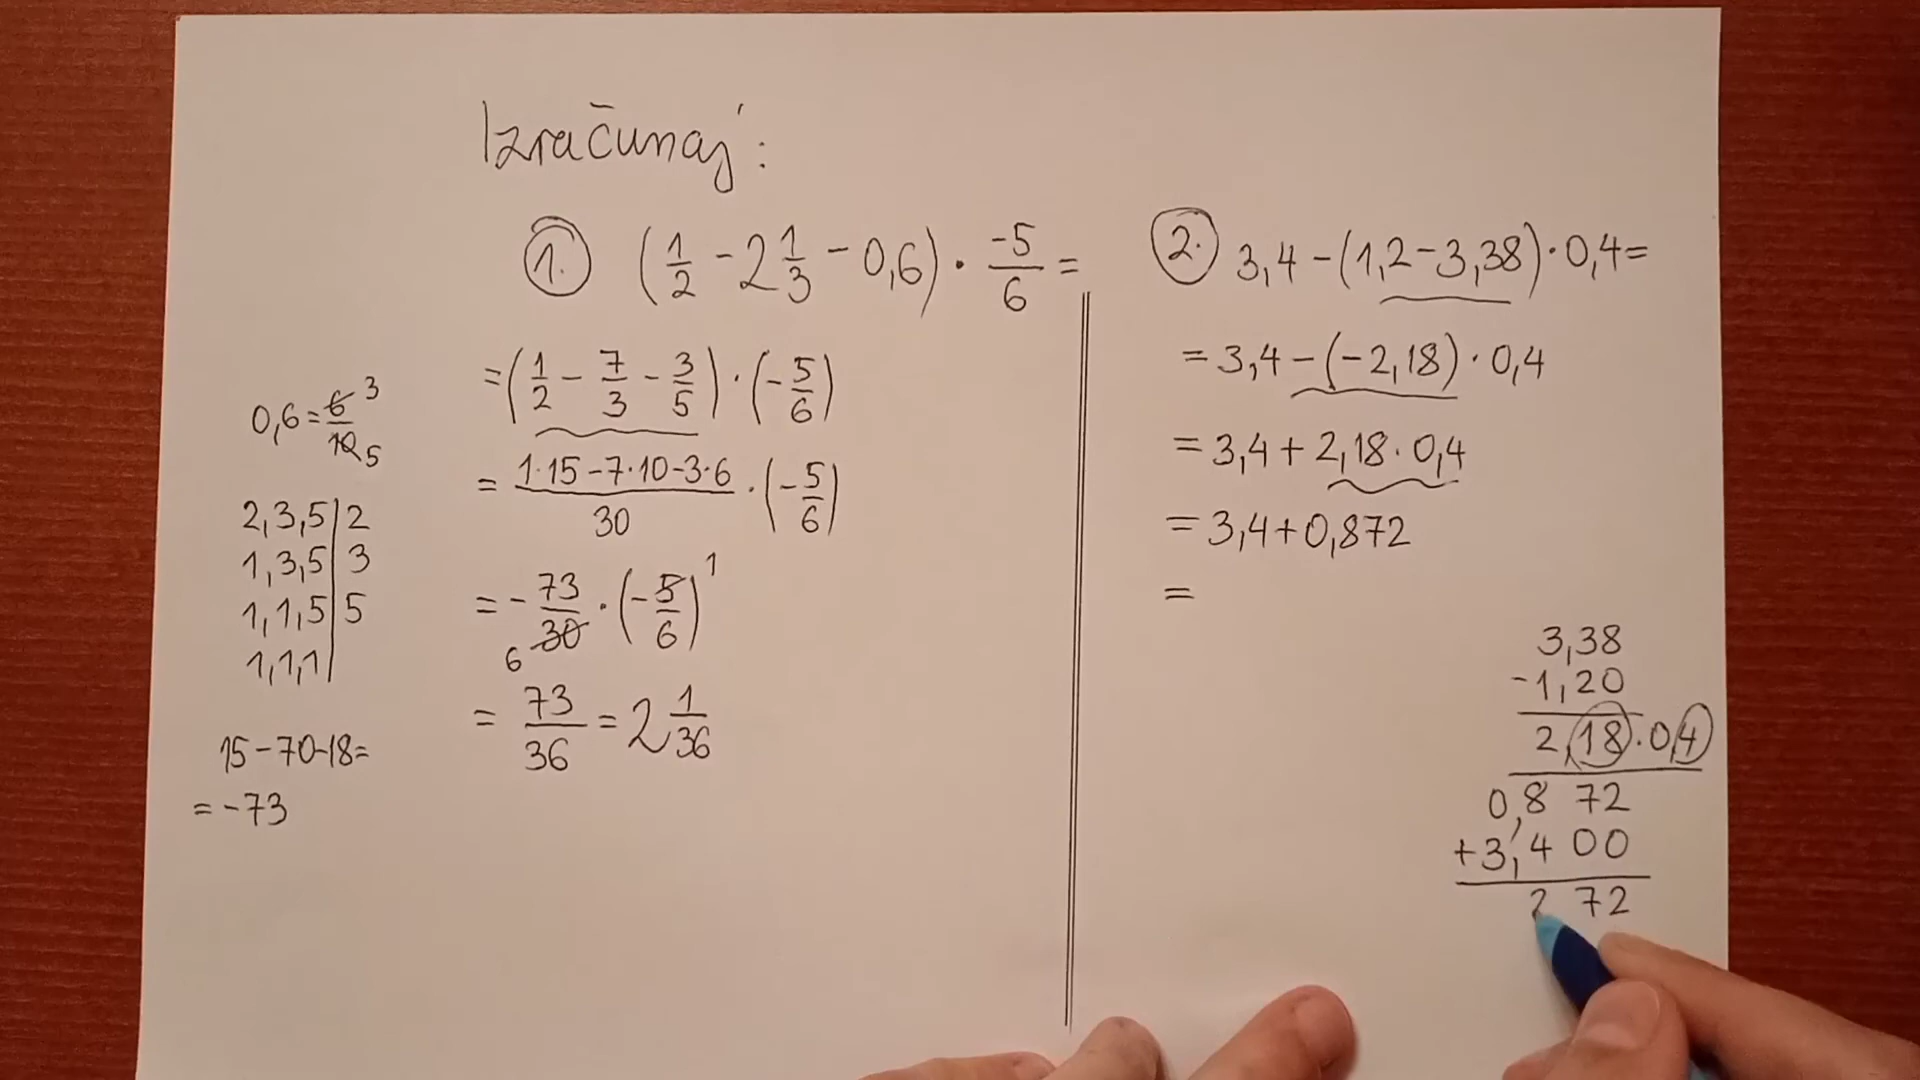 Izračunaj:
1. (1/2 - 2 1/3 - 0,6) · -5/6 =
= (1/2 - 7/3 - 3/5) · (-5/6)
= 1·15-7·10-3·6/30 · (-5/6)
= - 73/30 · (-5/6) 1
6
= 73/36 = 2 1/36
0,6 = 6/10 3
5
2,3,5|2
1,3,5|3
1,1,5|5
1,1,1|
15-70-18=
= -73
2. 3,4-(1,2-3,38)·0,4=
= 3,4-(-2,18)·0,4
= 3,4+2,18·0,4
= 3,4+0,872
=
3,38
-1,20
2,18·0,4
0,872
+3,400
272